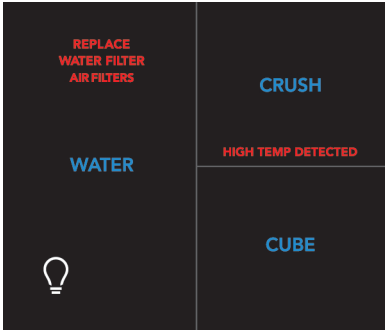 REPLACE
WATER FILTER
AIR FILTERS
WATER
CRUSH
HIGH TEMP DETECTED
CUBE